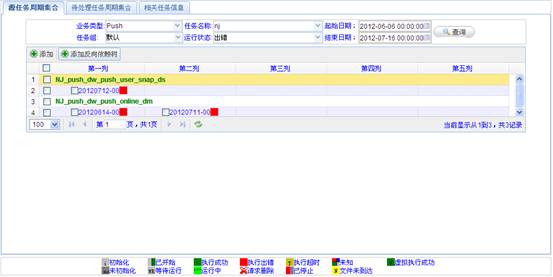 源任务周期集合 待处理任务周期集合 相关任务信息
业务类型: Push 任务名称: nj 起始日期: 2012-06-06 00:00:00 查询
任务组: 默认 运行状态: 出错 结束日期: 2012-07-16 00:00:00
添加 添加反向依赖树
第一列 第二列 第三列 第四列 第五列
1 NJ_push_dw_push_user_snap_ds
2 20120712-00
3 NJ_push_dw_push_online_dm
4 20120614-00 20120711-00
100 第 1 页，共1页 当前显示从1到3，共3记录
初始化 已开始 执行成功 执行出错 执行超时 未知 虚拟执行成功
未初始化 等待运行 运行中 请求删除 已停止 文件未到达